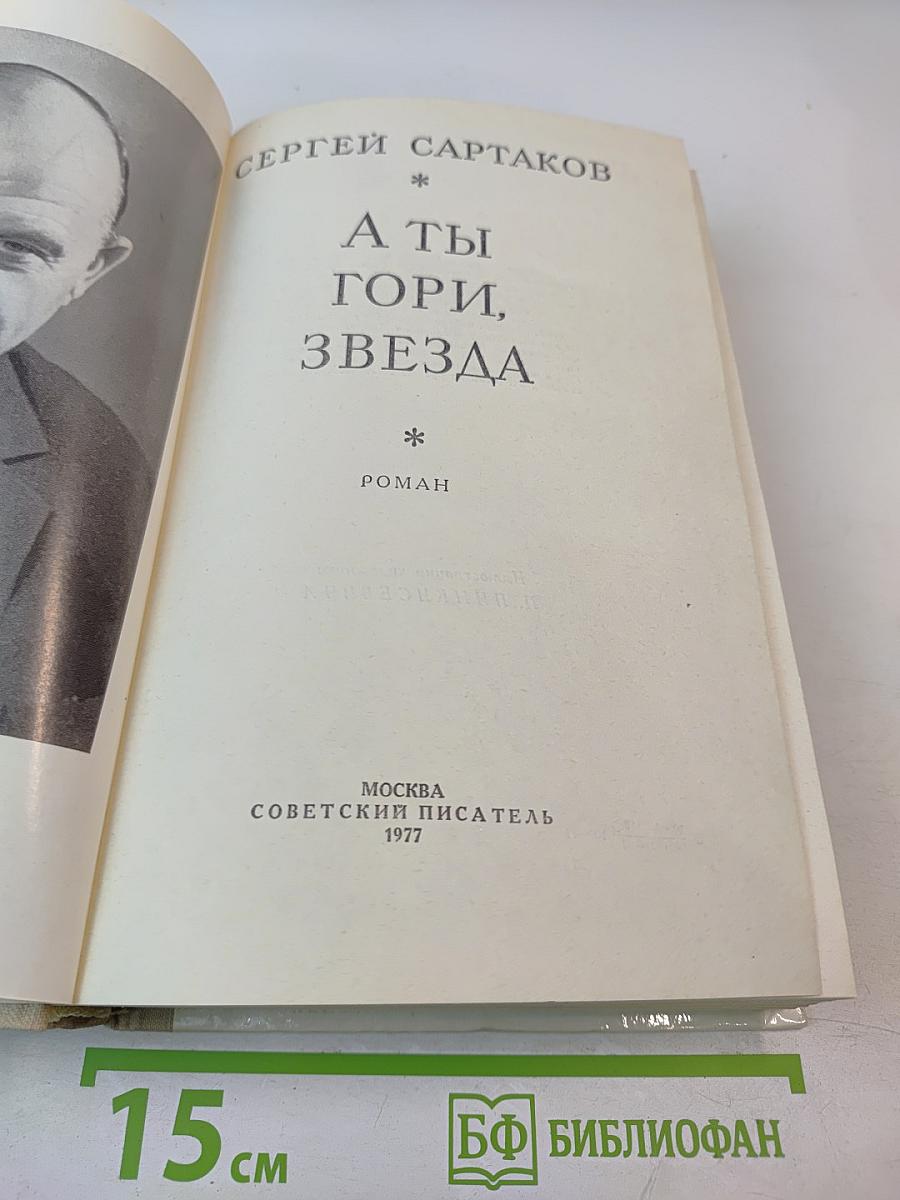 СЕРГЕЙ САРТАКОВ
*
А ТЫ
ГОРИ,
ЗВЕЗДА
*
РОМАН
МОСКВА
СОВЕТСКИЙ ПИСАТЕЛЬ
1977
15 см
БФ БИБЛИОФАН